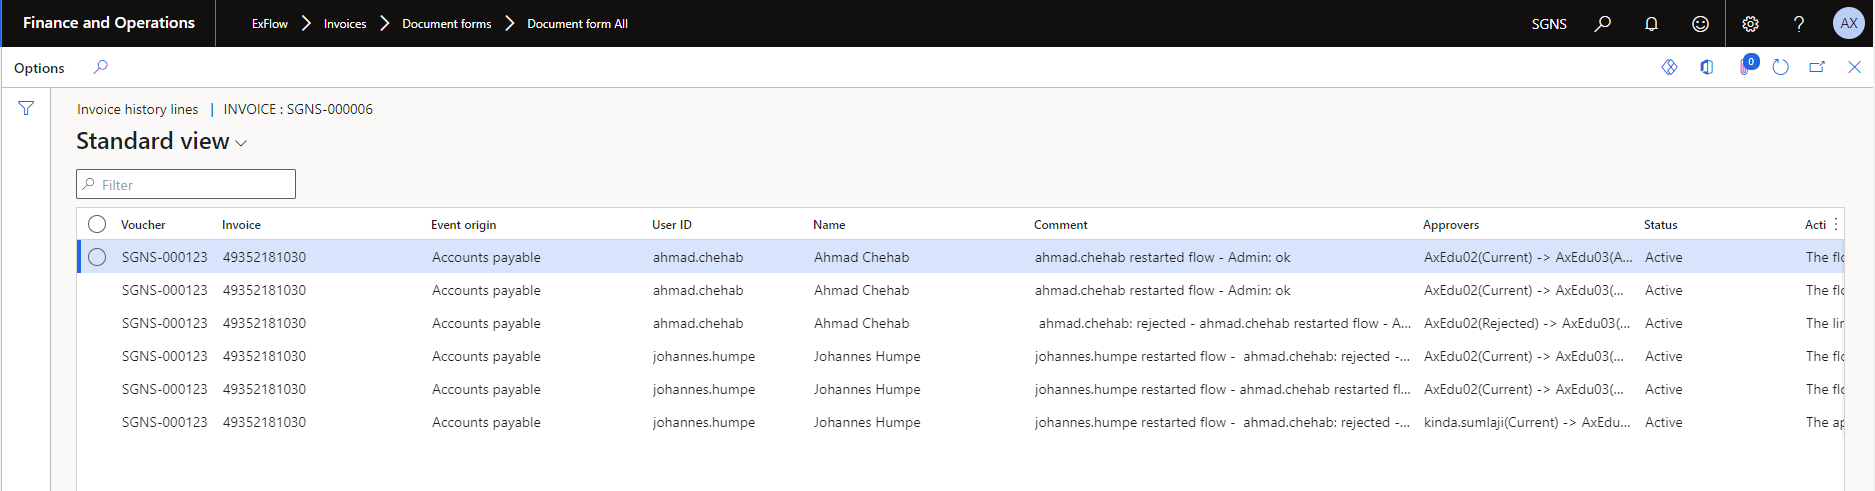 Finance and Operations ExFlow Invoices Document forms Document form All SGNS ? AX
Options 0
Invoice history lines | INVOICE : SGNS-000006
Standard view
Filter
Voucher Invoice Event origin User ID Name Comment Approvers Status Acti
SGNS-000123 49352181030 Accounts payable ahmad.chehab Ahmad Chehab ahmad.chehab restarted flow - Admin: ok AxEdu02(Current) -> AxEdu03(A... Active The flo
SGNS-000123 49352181030 Accounts payable ahmad.chehab Ahmad Chehab ahmad.chehab restarted flow - Admin: ok AxEdu02(Current) -> AxEdu03(... Active The flo
SGNS-000123 49352181030 Accounts payable ahmad.chehab Ahmad Chehab ahmad.chehab: rejected - ahmad.chehab restarted flow - A... AxEdu02(Rejected) -> AxEdu03(... Active The lin
SGNS-000123 49352181030 Accounts payable johannes.humpe Johannes Humpe johannes.humpe restarted flow - ahmad.chehab: rejected -... AxEdu02(Current) -> AxEdu03(... Active The flo
SGNS-000123 49352181030 Accounts payable johannes.humpe Johannes Humpe johannes.humpe restarted flow - ahmad.chehab restarted fl... AxEdu02(Current) -> AxEdu03(... Active The flo
SGNS-000123 49352181030 Accounts payable johannes.humpe Johannes Humpe johannes.humpe restarted flow - ahmad.chehab: rejected -... kinda.sumlaji(Current) -> AxEdu... Active The ap